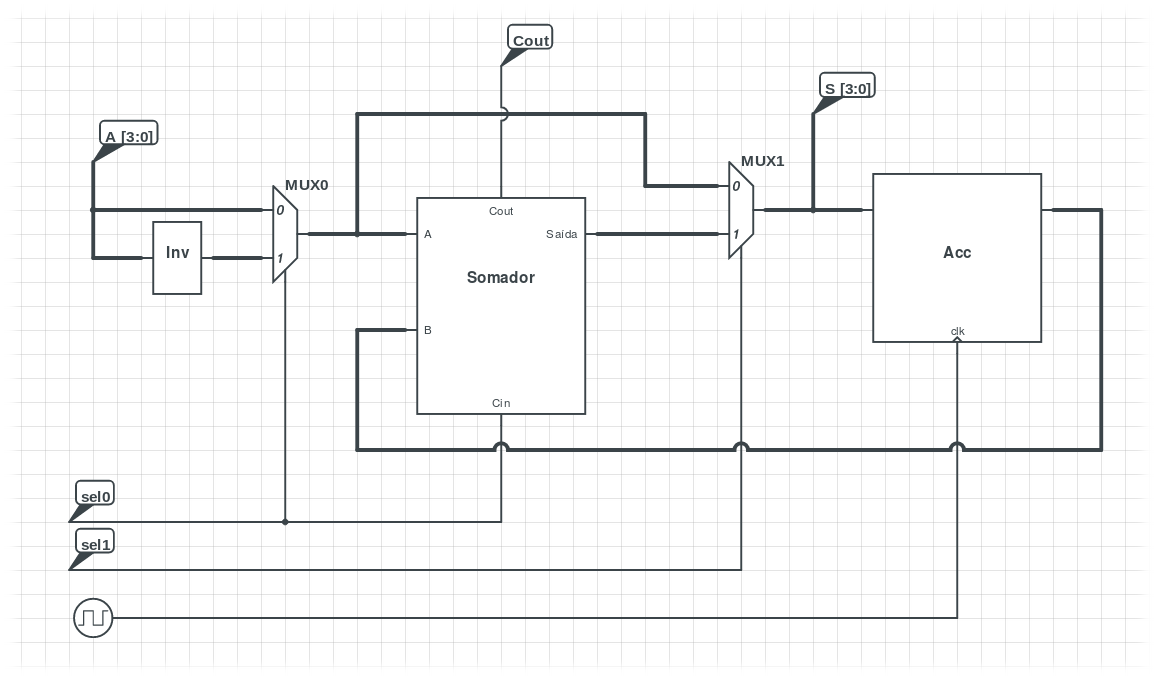 Cout
S [3:0]
A [3:0]
MUX1
MUX0
0
1
0
1
Inv
Cout
A
Saída
Somador
B
Cin
Acc
clk
sel0
sel1